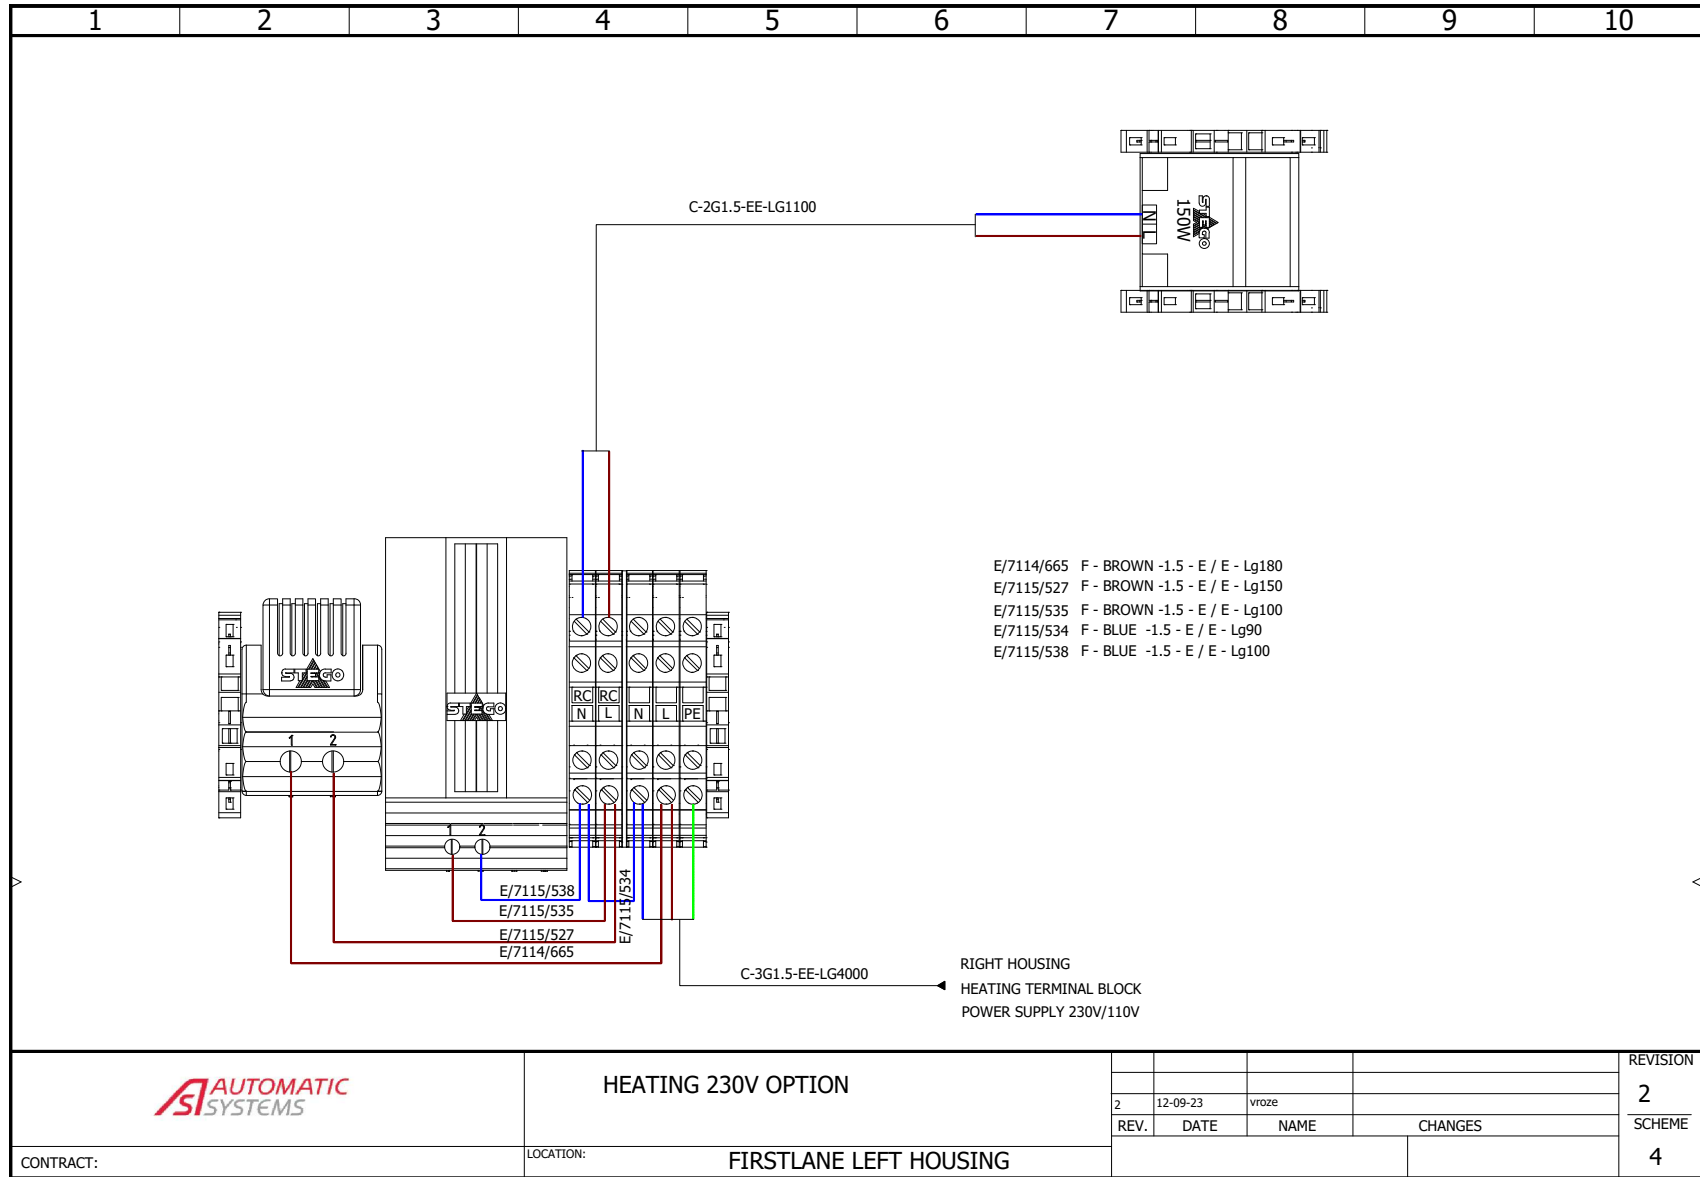 1 2 3 4 5 6 7 8 9 10
C-2G1.5-EE-LG1100
N L
150W
STEGO
E/7114/665 F - BROWN -1.5 - E / E - Lg180
E/7115/527 F - BROWN -1.5 - E / E - Lg150
E/7115/535 F - BROWN -1.5 - E / E - Lg100
E/7115/534 F - BLUE -1.5 - E / E - Lg90
E/7115/538 F - BLUE -1.5 - E / E - Lg100
STEGO
1 2
STEGO
1 2
RC RC
N L N L PE
E/7115/538
E/7115/535
E/7115/527
E/7114/665
E/7115/534
C-3G1.5-EE-LG4000
RIGHT HOUSING
HEATING TERMINAL BLOCK
POWER SUPPLY 230V/110V
AUTOMATIC
SYSTEMS
HEATING 230V OPTION
CONTRACT:
LOCATION:
FIRSTLANE LEFT HOUSING
2 12-09-23 vroze
REV. DATE NAME CHANGES
REVISION
2
SCHEME
4